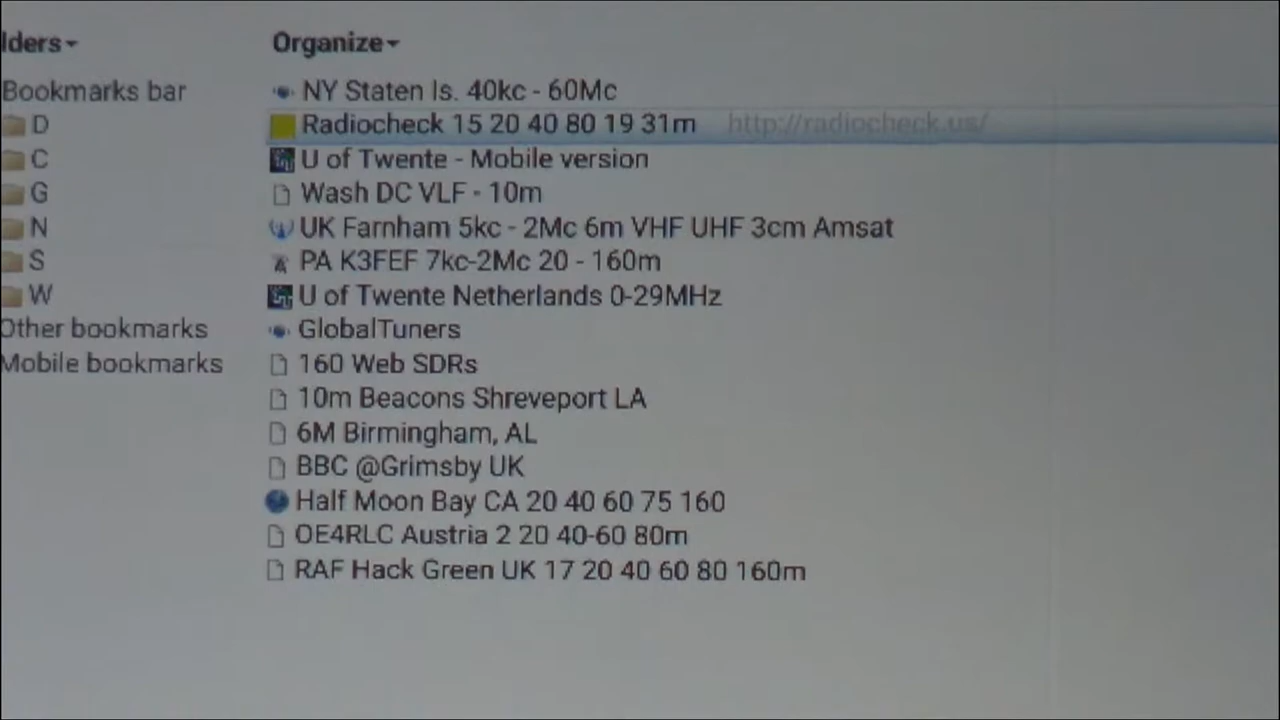 lders
Bookmarks bar
D
C
G
N
S
W
Other bookmarks
Mobile bookmarks
Organize
NY Staten Is. 40kc - 60Mc
Radiocheck 15 20 40 80 19 31m http://radiocheck.us/
U of Twente - Mobile version
Wash DC VLF - 10m
UK Farnham 5kc - 2Mc 6m VHF UHF 3cm Amsat
PA K3FEF 7kc-2Mc 20 - 160m
U of Twente Netherlands 0-29MHz
GlobalTuners
160 Web SDRs
10m Beacons Shreveport LA
6M Birmingham, AL
BBC @Grimsby UK
Half Moon Bay CA 20 40 60 75 160
OE4RLC Austria 2 20 40-60 80m
RAF Hack Green UK 17 20 40 60 80 160m